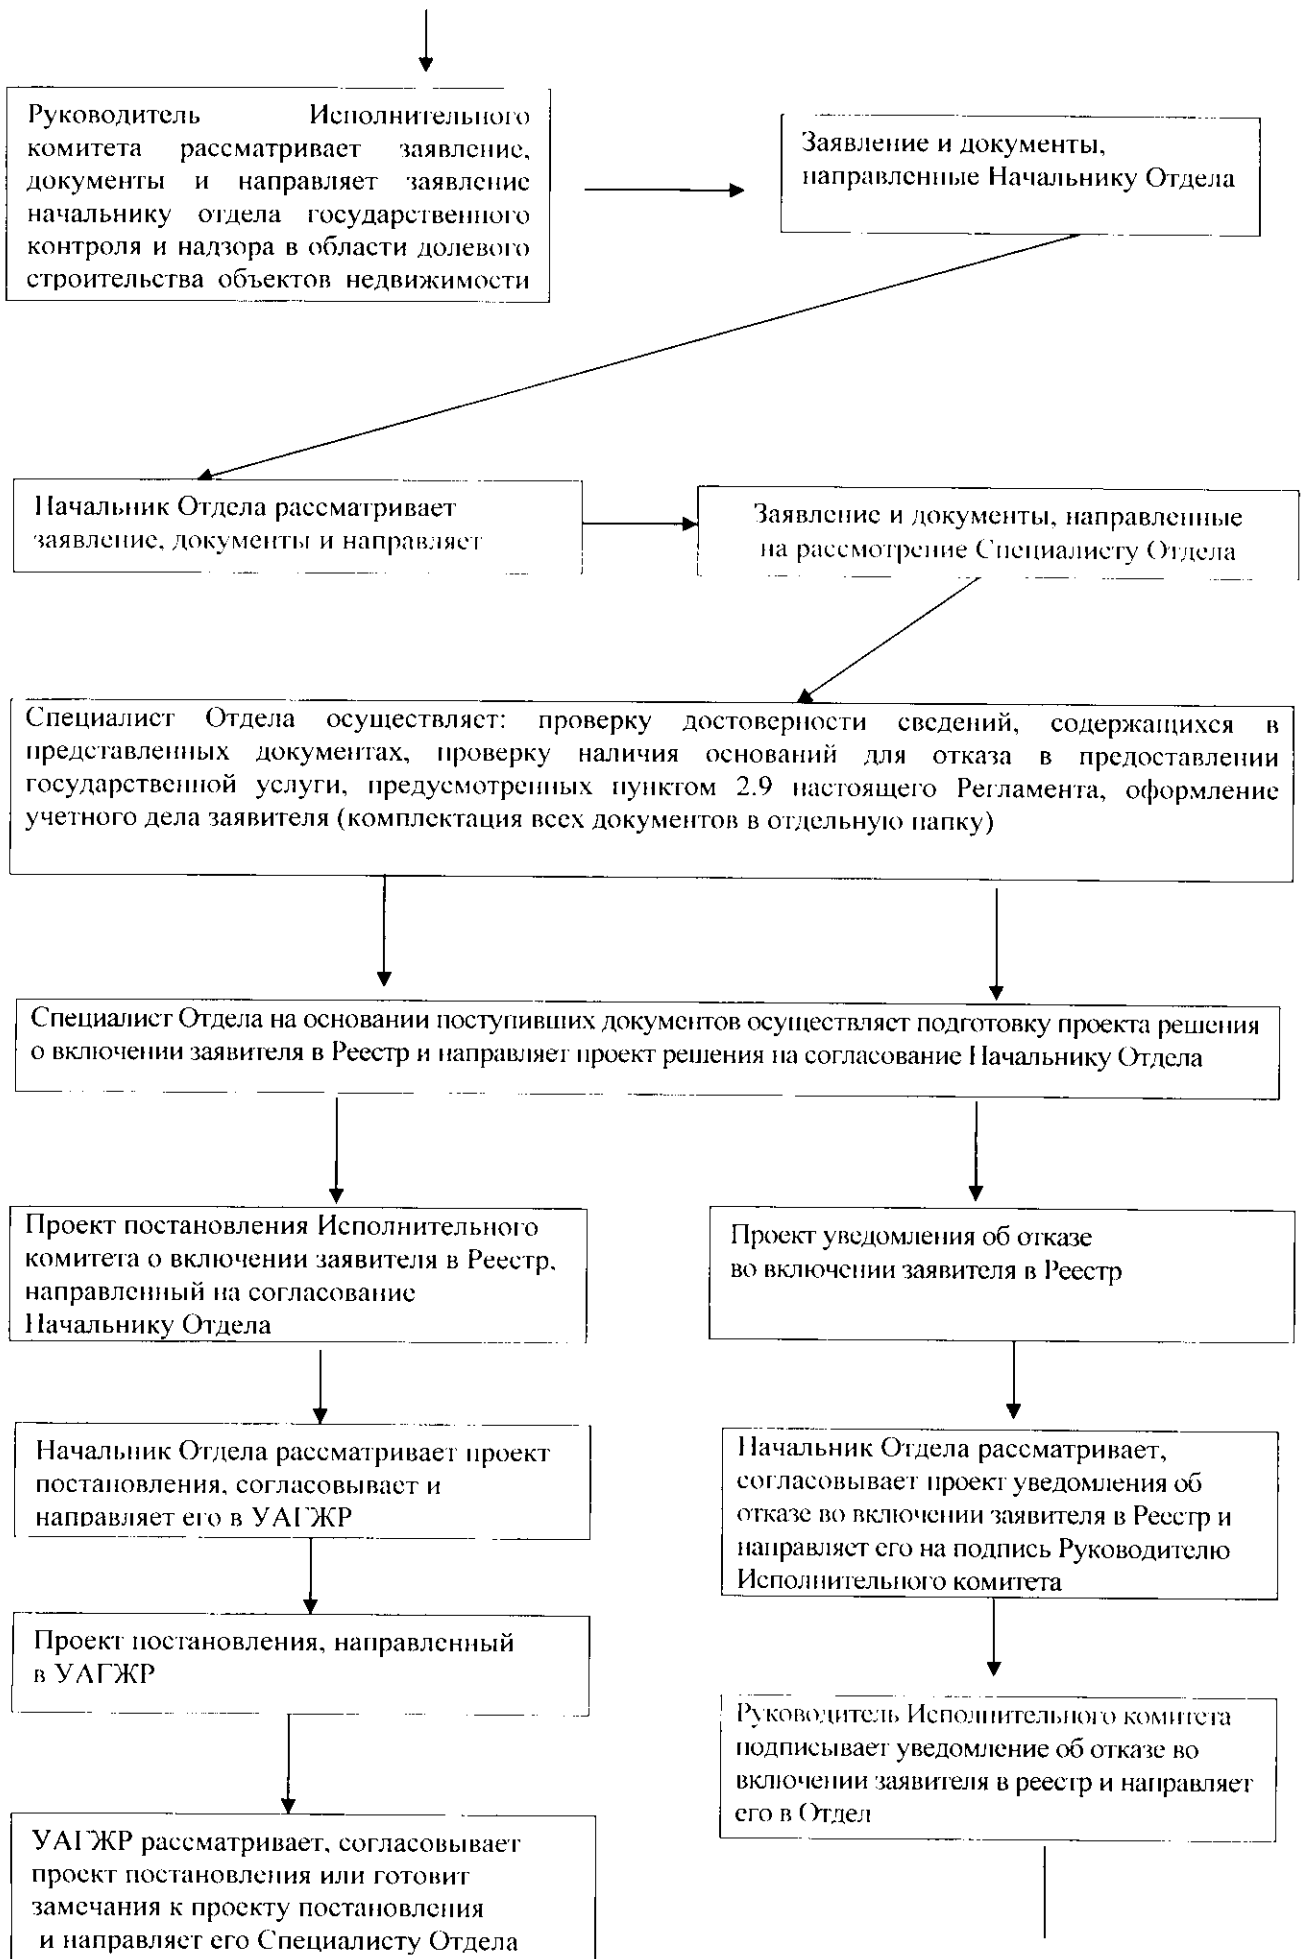 Руководитель Исполнительного
комитета рассматривает заявление,
документы и направляет заявление
начальнику отдела государственного
контроля и надзора в области долевого
строительства объектов недвижимости
Заявление и документы,
направленные Начальнику Отдела
Начальник Отдела рассматривает
заявление, документы и направляет
Заявление и документы, направленные
на рассмотрение Специалисту Отдела
Специалист Отдела осуществляет: проверку достоверности сведений, содержащихся в
представленных документах, проверку наличия оснований для отказа в предоставлении
государственной услуги, предусмотренных пунктом 2.9 настоящего Регламента, оформление
учетного дела заявителя (комплектация всех документов в отдельную папку)
Специалист Отдела на основании поступивших документов осуществляет подготовку проекта решения
о включении заявителя в Реестр и направляет проект решения на согласование Начальнику Отдела
Проект постановления Исполнительного
комитета о включении заявителя в Реестр,
направленный на согласование
Начальнику Отдела
Проект уведомления об отказе
во включении заявителя в Реестр
Начальник Отдела рассматривает проект
постановления, согласовывает и
направляет его в УАГЖР
Начальник Отдела рассматривает,
согласовывает проект уведомления об
отказе во включении заявителя в Реестр и
направляет его на подпись Руководителю
Исполнительного комитета
Проект постановления, направленный
в УАГЖР
Руководитель Исполнительного комитета
подписывает уведомление об отказе во
включении заявителя в реестр и направляет
его в Отдел
УАГЖР рассматривает, согласовывает
проект постановления или готовит
замечания к проекту постановления
и направляет его Специалисту Отдела